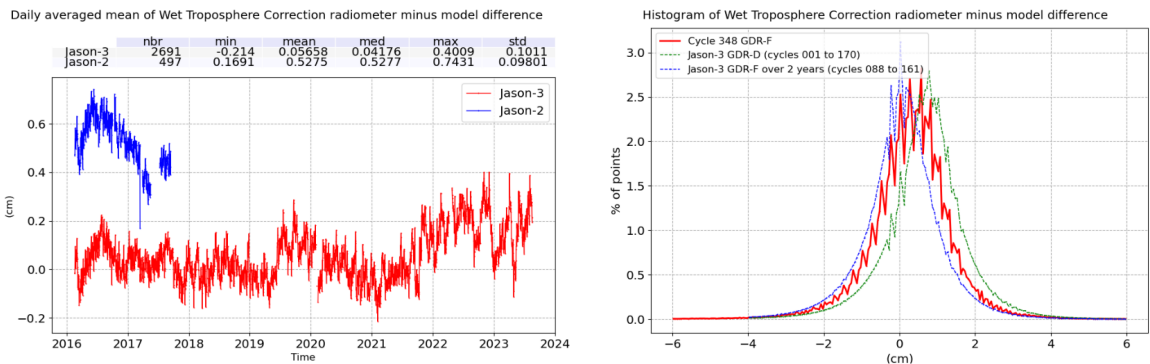 Daily averaged mean of Wet Troposphere Correction radiometer minus model difference
nbr min mean med max std
Jason-3 2691 -0.214 0.05658 0.04176 0.4009 0.1011
Jason-2 497 0.1691 0.5275 0.5277 0.7431 0.09801
Jason-3
Jason-2
0.6
0.4
0.2
0.0
−0.2
(cm)
2016 2017 2018 2019 2020 2021 2022 2023 2024
Time
Histogram of Wet Troposphere Correction radiometer minus model difference
Cycle 348 GDR-F
Jason-3 GDR-D (cycles 001 to 170)
Jason-3 GDR-F over 2 years (cycles 088 to 161)
3.0
2.5
2.0
1.5
1.0
0.5
0.0
% of points
−6 −4 −2 0 2 4 6
(cm)